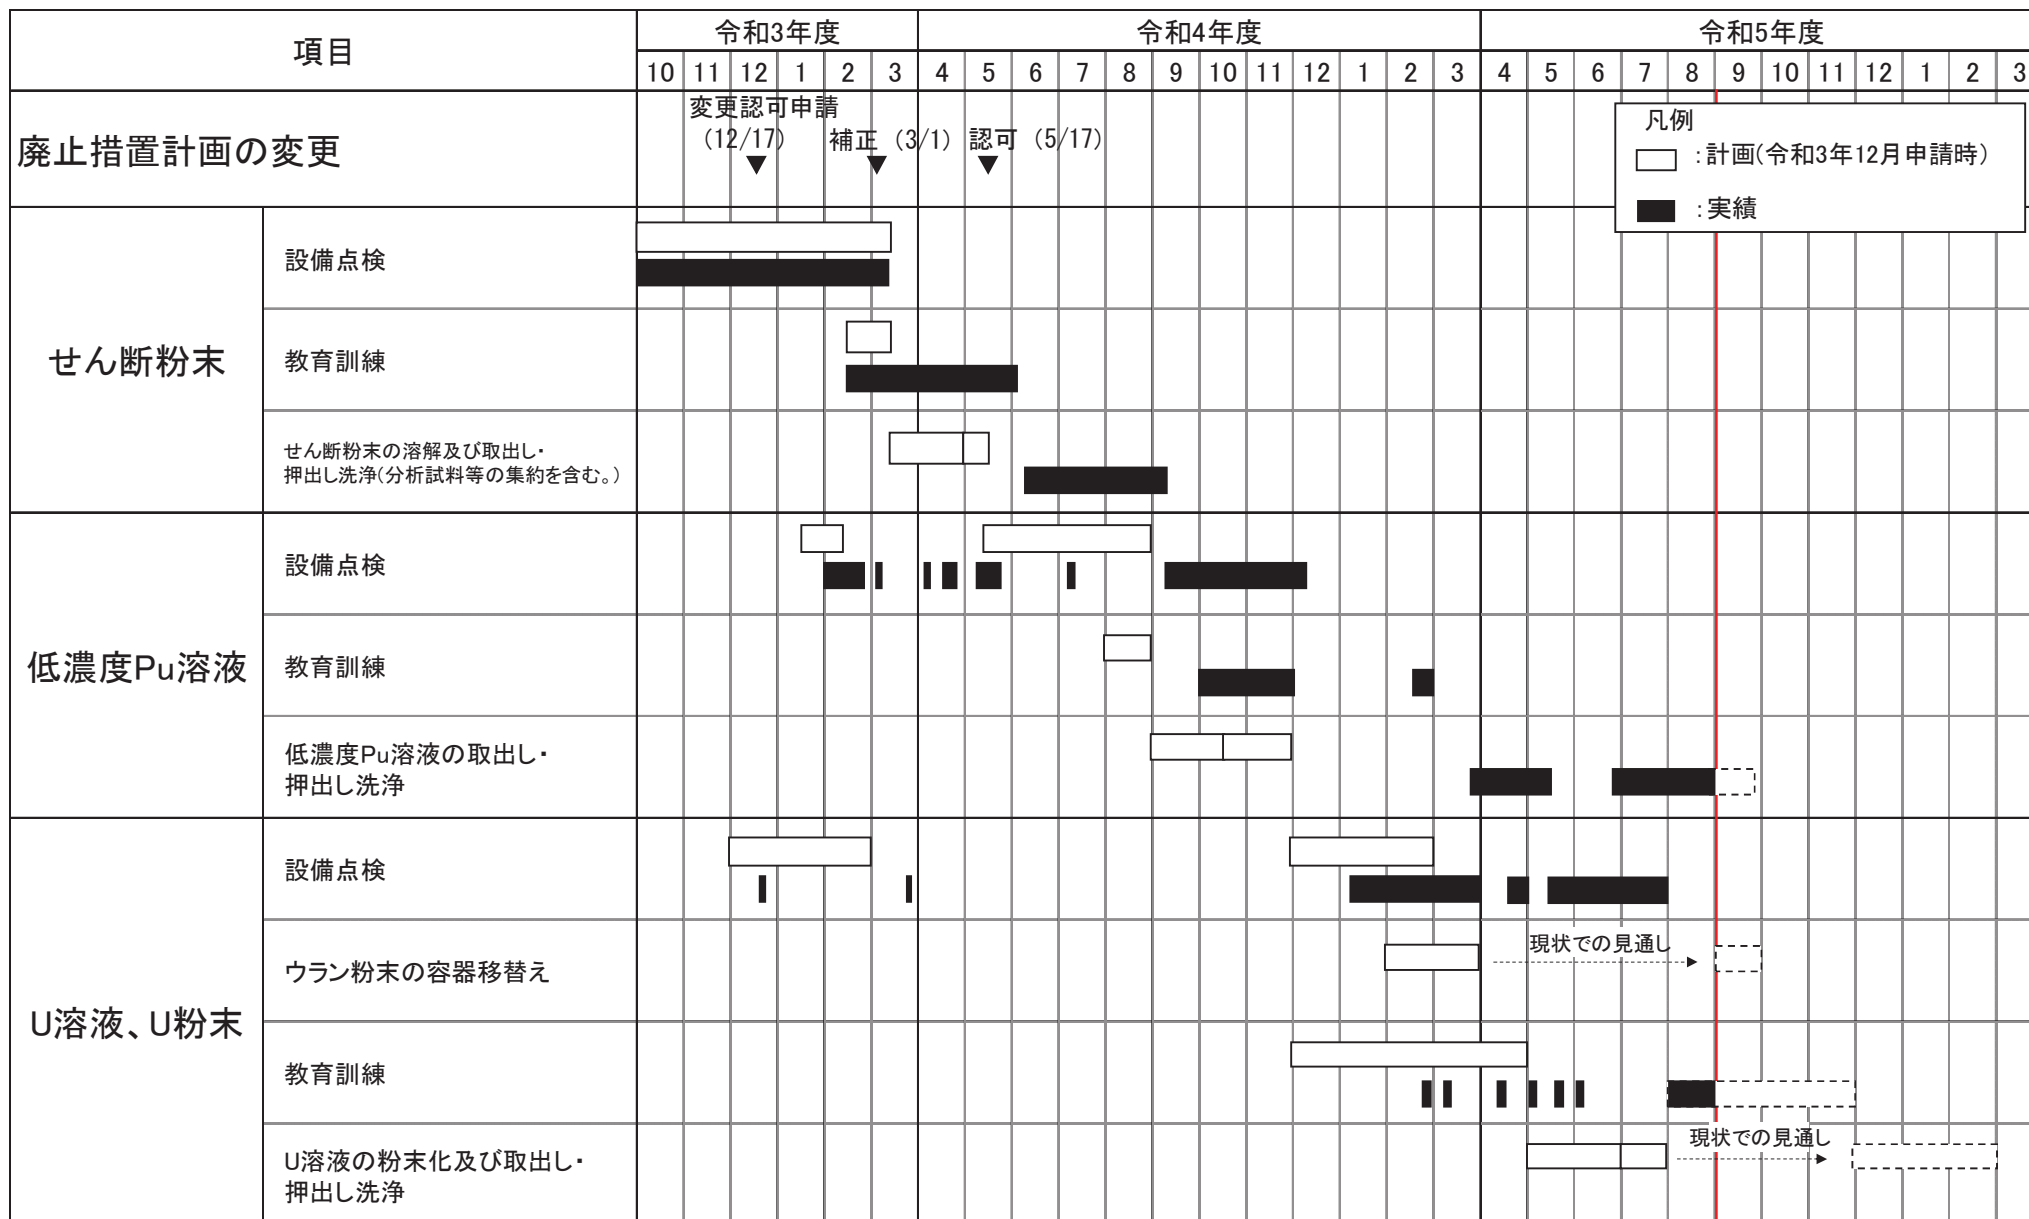 項目
令和3年度
令和4年度
令和5年度
10 11 12 1 2 3 4 5 6 7 8 9 10 11 12 1 2 3 4 5 6 7 8 9 10 11 12 1 2 3
廃止措置計画の変更
変更認可申請
（12/17）
補正（3/1）
認可（5/17）
凡例
：計画（令和3年12月申請時）
：実績
せん断粉末
設備点検
教育訓練
せん断粉末の溶解及び取出し・
押出し洗浄（分析試料等の集約を含む。）
低濃度Pu溶液
設備点検
教育訓練
低濃度Pu溶液の取出し・
押出し洗浄
U溶液、U粉末
設備点検
ウラン粉末の容器移替え
現状での見通し
教育訓練
U溶液の粉末化及び取出し・
押出し洗浄
現状での見通し